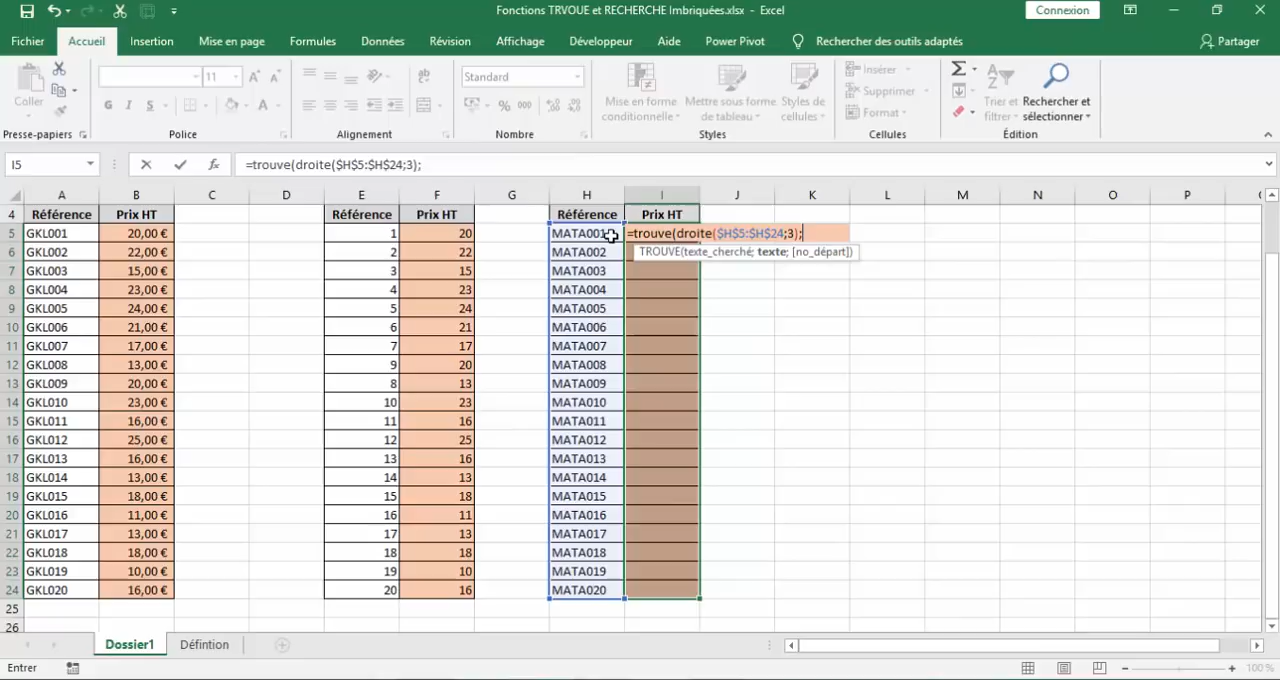 Fonctions TRVOUE et RECHERCHE Imbriquées.xlsx - Excel
Connexion
Fichier Accueil Insertion Mise en page Formules Données Révision Affichage Développeur Aide Power Pivot Rechercher des outils adaptés Partager
Coller
11
G I S
Standard
% 000
Mise en forme conditionnelle
Mettre sous forme de tableau
Styles de cellules
Insérer
Supprimer
Format
Trier et filtrer
Rechercher et sélectionner
Presse-papiers Police Alignement Nombre Styles Cellules Édition
I5 =trouve(droite($H$5:$H$24;3);
A B C D E F G H I J K L M N O P
4 Référence Prix HT Référence Prix HT Référence Prix HT
5 GKL001 20,00 € 1 20 MATA001 =trouve(droite($H$5:$H$24;3);
TROUVE(texte_cherché; texte; [no_départ])
6 GKL002 22,00 € 2 22 MATA002
7 GKL003 15,00 € 3 15 MATA003
8 GKL004 23,00 € 4 23 MATA004
9 GKL005 24,00 € 5 24 MATA005
10 GKL006 21,00 € 6 21 MATA006
11 GKL007 17,00 € 7 17 MATA007
12 GKL008 13,00 € 9 20 MATA008
13 GKL009 20,00 € 8 13 MATA009
14 GKL010 23,00 € 10 23 MATA010
15 GKL011 16,00 € 11 16 MATA011
16 GKL012 25,00 € 12 25 MATA012
17 GKL013 16,00 € 13 16 MATA013
18 GKL014 13,00 € 14 13 MATA014
19 GKL015 18,00 € 15 18 MATA015
20 GKL016 11,00 € 16 11 MATA016
21 GKL017 13,00 € 17 13 MATA017
22 GKL018 18,00 € 18 18 MATA018
23 GKL019 10,00 € 19 10 MATA019
24 GKL020 16,00 € 20 16 MATA020
25
26
Dossier1 Défintion
Entrer 100 %